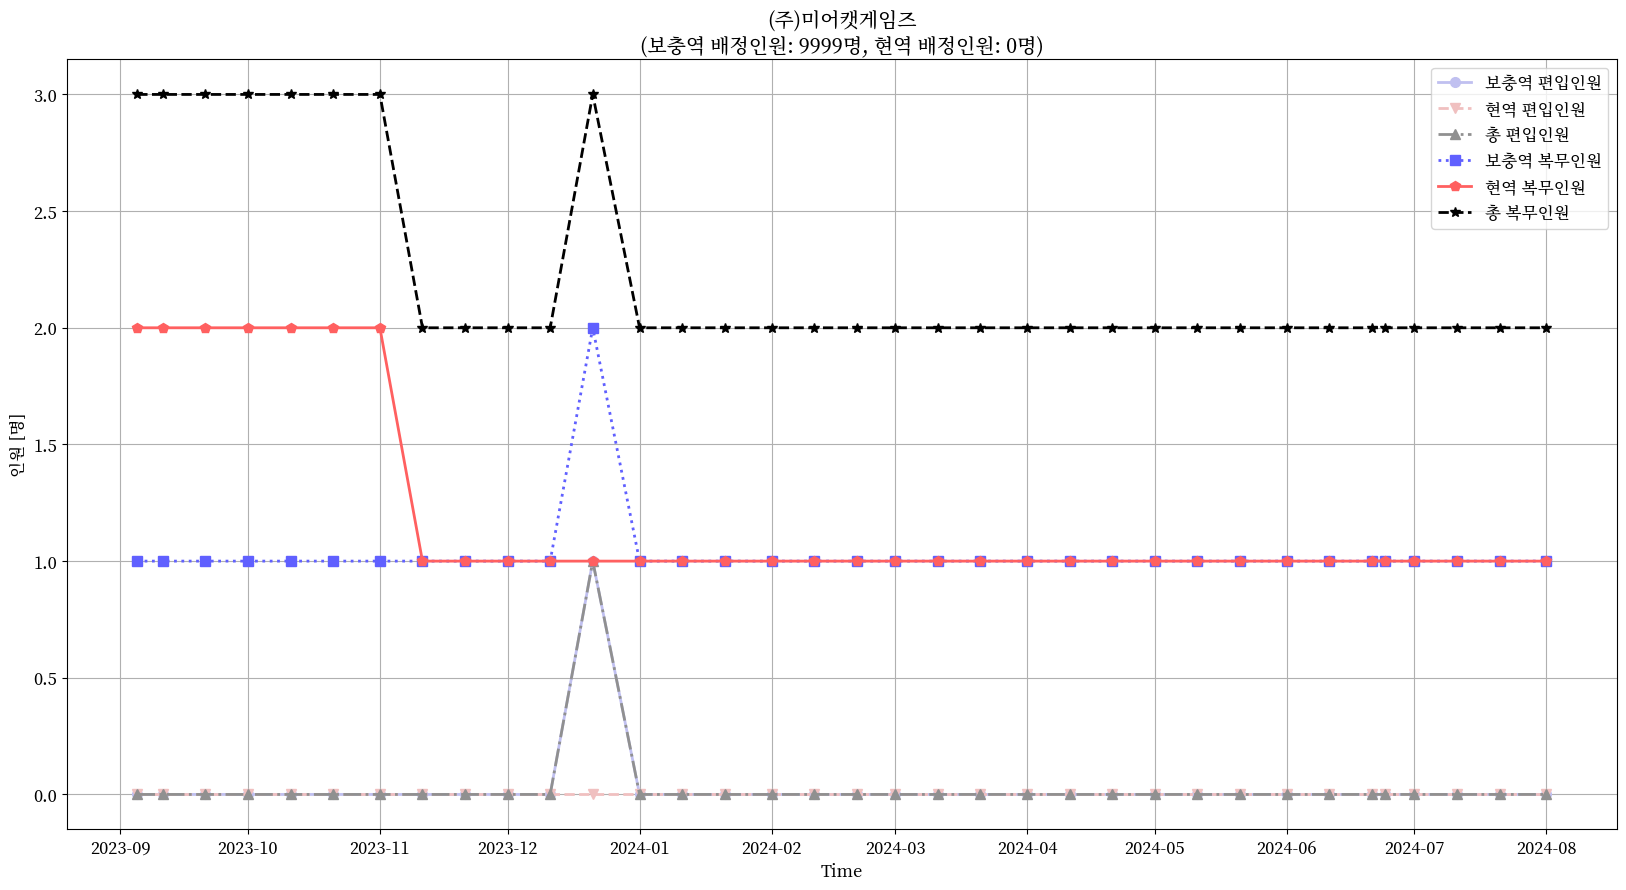 (주)미어캣게임즈
(보충역 배정인원: 9999명, 현역 배정인원: 0명)
보충역 편입인원
현역 편입인원
총 편입인원
보충역 복무인원
현역 복무인원
총 복무인원
인원 [명]
3.0
2.5
2.0
1.5
1.0
0.5
0.0
2023-09 2023-10 2023-11 2023-12 2024-01 2024-02 2024-03 2024-04 2024-05 2024-06 2024-07 2024-08
Time